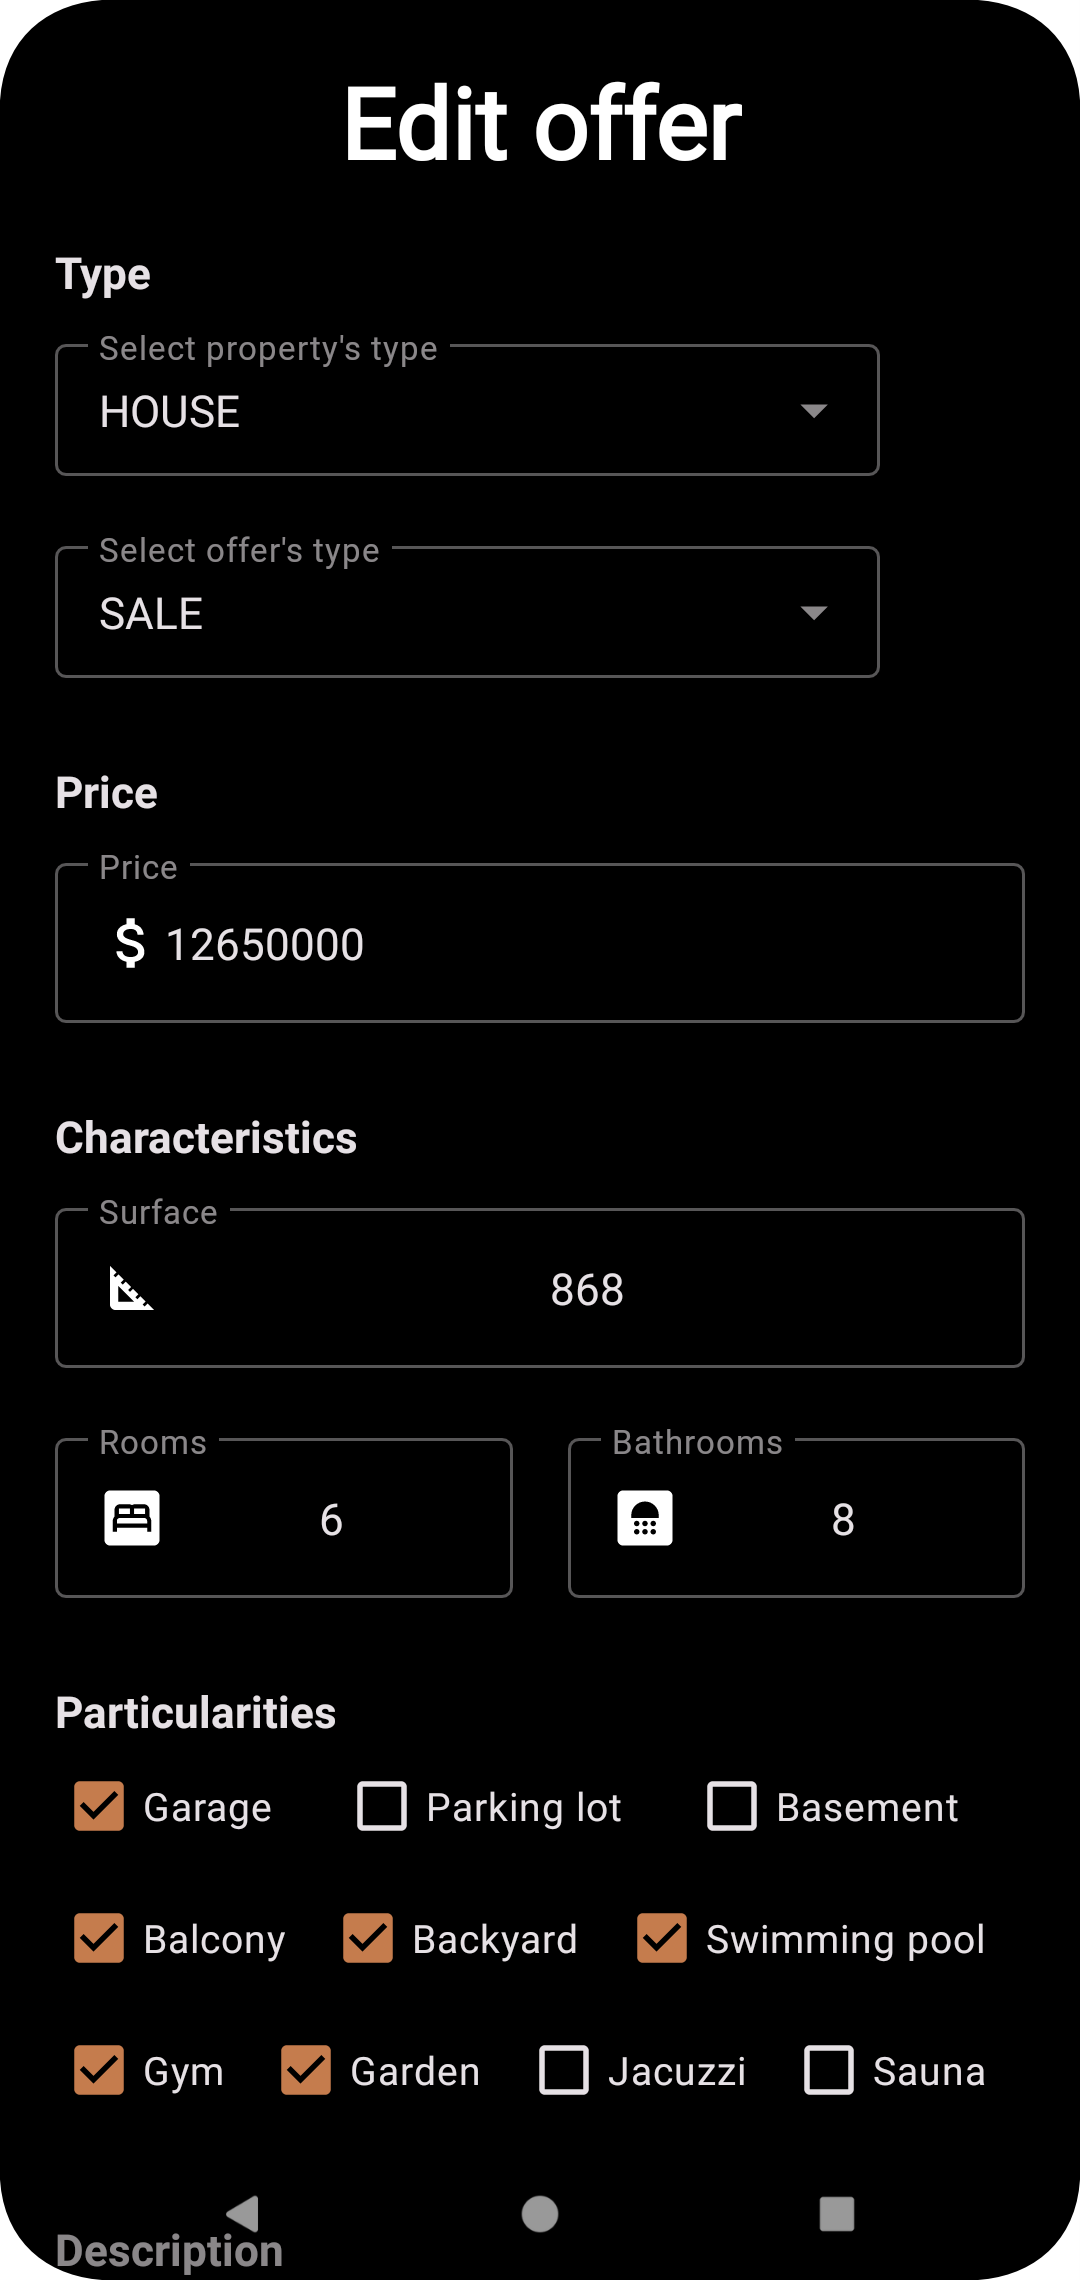 Edit offer
Type
Select property's type
HOUSE
Select offer's type
SALE
Price
Price
$ 12650000
Characteristics
Surface
868
Rooms Bathrooms
6 8
Particularities
Garage Parking lot Basement
Balcony Backyard Swimming pool
Gym Garden Jacuzzi Sauna
Description